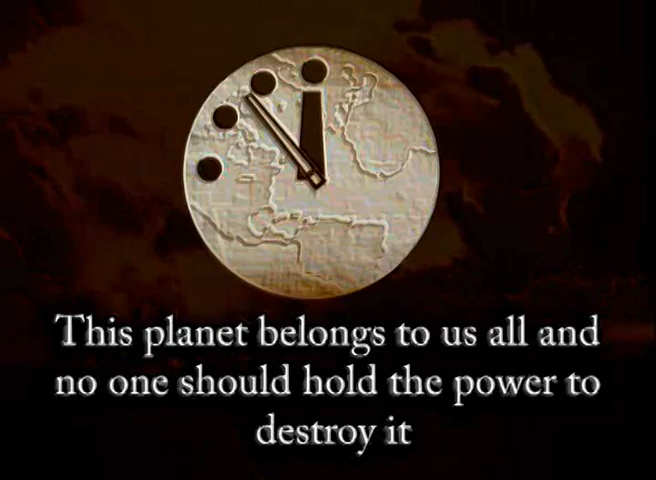 This planet belongs to us all and
no one should hold the power to
destroy it